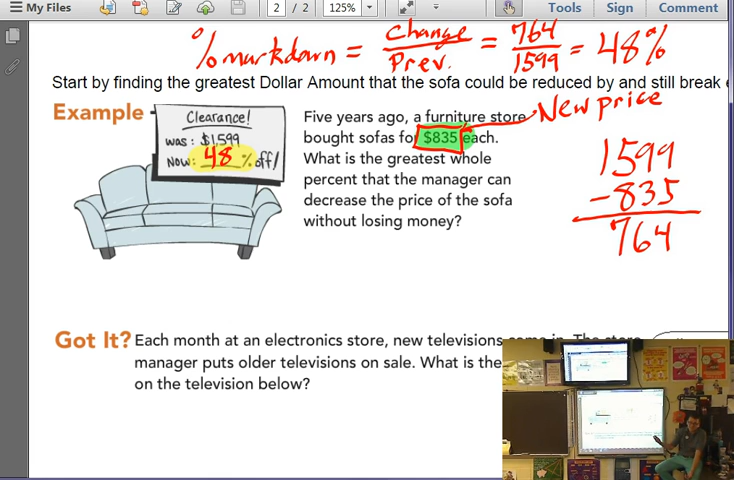 My Files
2 / 2
125%
Tools
Sign
Comment
% markdown = Change / Prev. = 764 / 1599 = 48%
Start by finding the greatest Dollar Amount that the sofa could be reduced by and still break
Example
Clearance!
was: $1,599
Now: 48 % off!
Five years ago, a furniture store
bought sofas for $835 each.
What is the greatest whole
percent that the manager can
decrease the price of the sofa
without losing money?
New price
1599
-835
764
Got It? Each month at an electronics store, new televisions
manager puts older televisions on sale. What is the
on the television below?